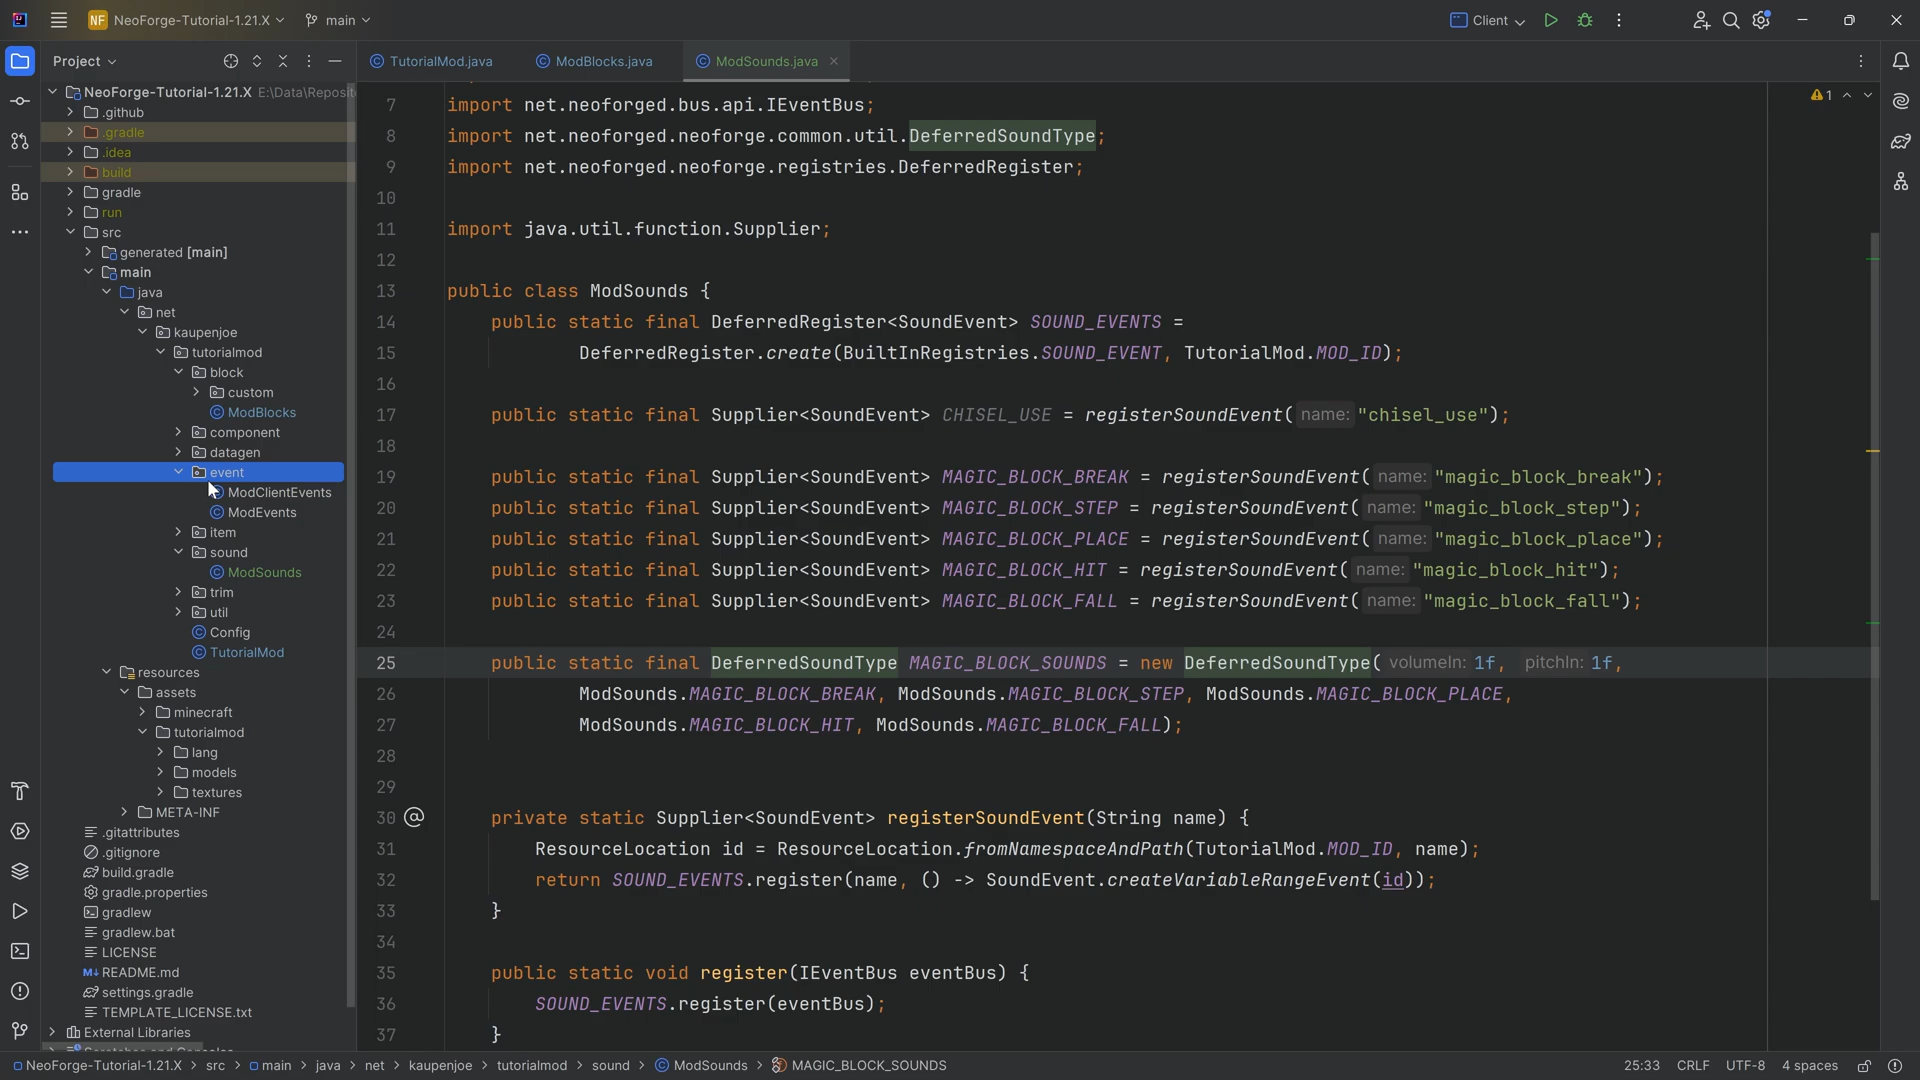 NF NeoForge-Tutorial-1.21.X main Client
Project
TutorialMod.java ModBlocks.java ModSounds.java
NeoForge-Tutorial-1.21.X E:\Data\Reposit
.github
.gradle
.idea
build
gradle
run
src
generated [main]
main
java
net
kaupenjoe
tutorialmod
block
custom
ModBlocks
component
datagen
event
ModClientEvents
ModEvents
item
sound
ModSounds
trim
util
Config
TutorialMod
resources
assets
minecraft
tutorialmod
lang
models
textures
META-INF
.gitattributes
.gitignore
build.gradle
gradle.properties
gradlew
gradlew.bat
LICENSE
README.md
settings.gradle
TEMPLATE_LICENSE.txt
External Libraries
1
7 import net.neoforged.bus.api.IEventBus;
8 import net.neoforged.neoforge.common.util.DeferredSoundType;
9 import net.neoforged.neoforge.registries.DeferredRegister;
10
11 import java.util.function.Supplier;
12
13 public class ModSounds {
14 public static final DeferredRegister<SoundEvent> SOUND_EVENTS =
15 DeferredRegister.create(BuiltInRegistries.SOUND_EVENT, TutorialMod.MOD_ID);
16
17 public static final Supplier<SoundEvent> CHISEL_USE = registerSoundEvent( name: "chisel_use");
18
19 public static final Supplier<SoundEvent> MAGIC_BLOCK_BREAK = registerSoundEvent( name: "magic_block_break");
20 public static final Supplier<SoundEvent> MAGIC_BLOCK_STEP = registerSoundEvent( name: "magic_block_step");
21 public static final Supplier<SoundEvent> MAGIC_BLOCK_PLACE = registerSoundEvent( name: "magic_block_place");
22 public static final Supplier<SoundEvent> MAGIC_BLOCK_HIT = registerSoundEvent( name: "magic_block_hit");
23 public static final Supplier<SoundEvent> MAGIC_BLOCK_FALL = registerSoundEvent( name: "magic_block_fall");
24
25 public static final DeferredSoundType MAGIC_BLOCK_SOUNDS = new DeferredSoundType( volumeIn: 1f, pitchIn: 1f,
26 ModSounds.MAGIC_BLOCK_BREAK, ModSounds.MAGIC_BLOCK_STEP, ModSounds.MAGIC_BLOCK_PLACE,
27 ModSounds.MAGIC_BLOCK_HIT, ModSounds.MAGIC_BLOCK_FALL);
28
29
30 @ private static Supplier<SoundEvent> registerSoundEvent(String name) {
31 ResourceLocation id = ResourceLocation.fromNamespaceAndPath(TutorialMod.MOD_ID, name);
32 return SOUND_EVENTS.register(name, () -> SoundEvent.createVariableRangeEvent(id));
33 }
34
35 public static void register(IEventBus eventBus) {
36 SOUND_EVENTS.register(eventBus);
37 }
NeoForge-Tutorial-1.21.X > src > main > java > net > kaupenjoe > tutorialmod > sound > ModSounds > MAGIC_BLOCK_SOUNDS 25:33 CRLF UTF-8 4 spaces